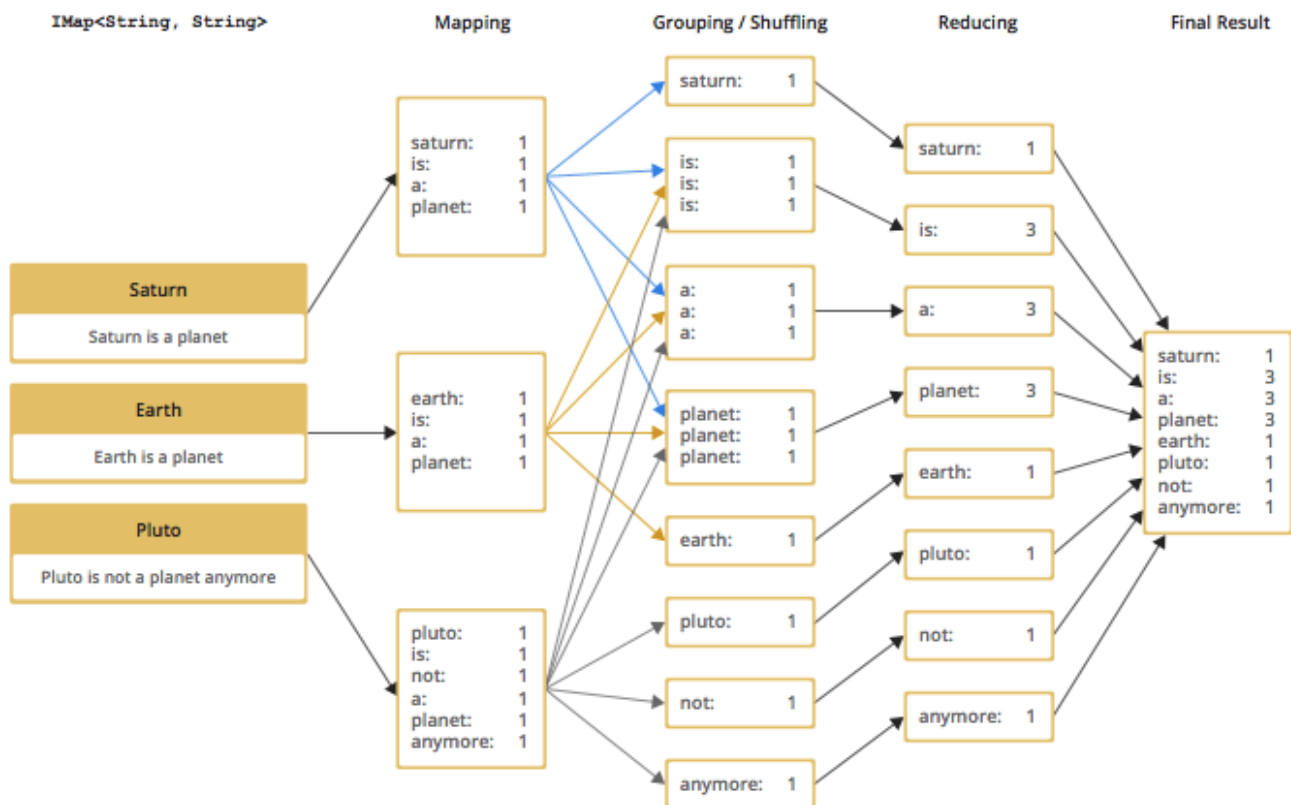 IMap<String, String>
Mapping
Grouping / Shuffling
Reducing
Final Result
Saturn
Saturn is a planet
Earth
Earth is a planet
Pluto
Pluto is not a planet anymore
saturn: 1
is: 1
a: 1
planet: 1
earth: 1
is: 1
a: 1
planet: 1
pluto: 1
is: 1
not: 1
a: 1
planet: 1
anymore: 1
saturn: 1
is: 1
is: 1
is: 1
a: 1
a: 1
a: 1
planet: 1
planet: 1
planet: 1
earth: 1
pluto: 1
not: 1
anymore: 1
saturn: 1
is: 3
a: 3
planet: 3
earth: 1
pluto: 1
not: 1
anymore: 1
saturn: 1
is: 3
a: 3
planet: 3
earth: 1
pluto: 1
not: 1
anymore: 1